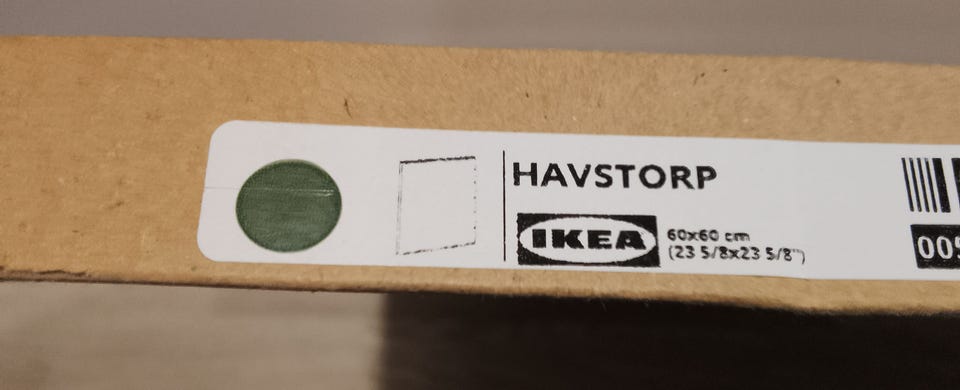 HAVSTORP
IKEA
60x60 cm
(23 5/8x23 5/8")